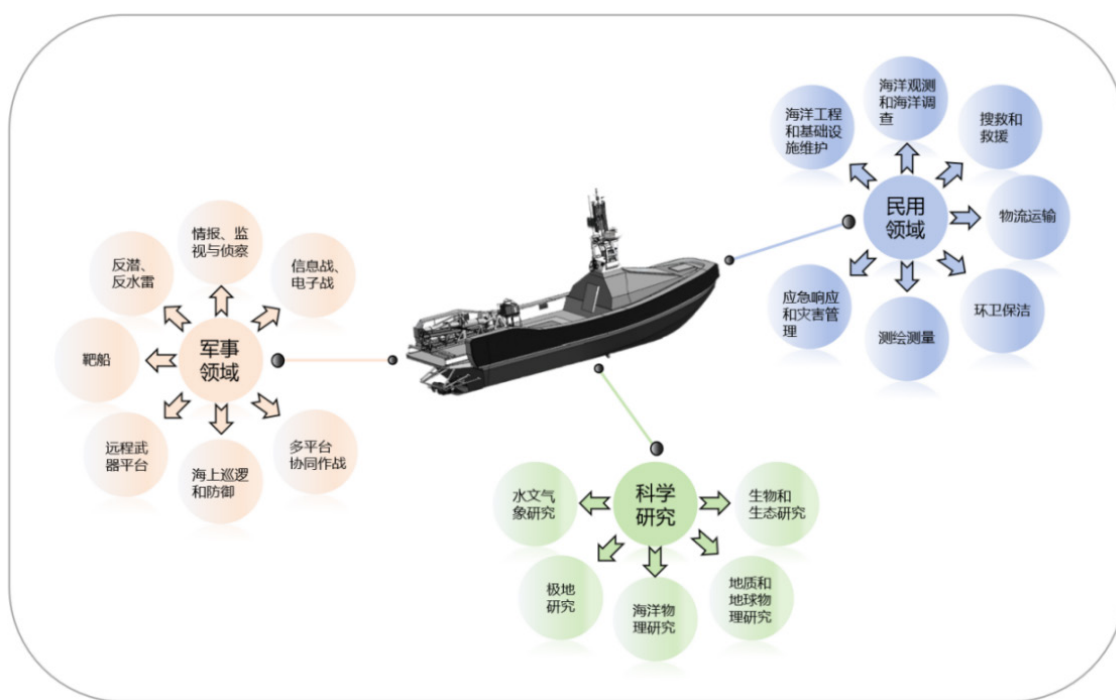 军事
领域
情报、监
视与侦察
信息战、
电子战
反潜、
反水雷
靶船
远程武
器平台
海上巡逻
和防御
多平台
协同作战
民用
领域
海洋工程
和基础设
施维护
海洋观测
和海洋调
查
搜救和
救援
物流运输
环卫保洁
测绘测量
应急响应
和灾害管
理
科学
研究
水文气
象研究
极地
研究
海洋物
理研究
地质和
地球物
理研究
生物和
生态研究